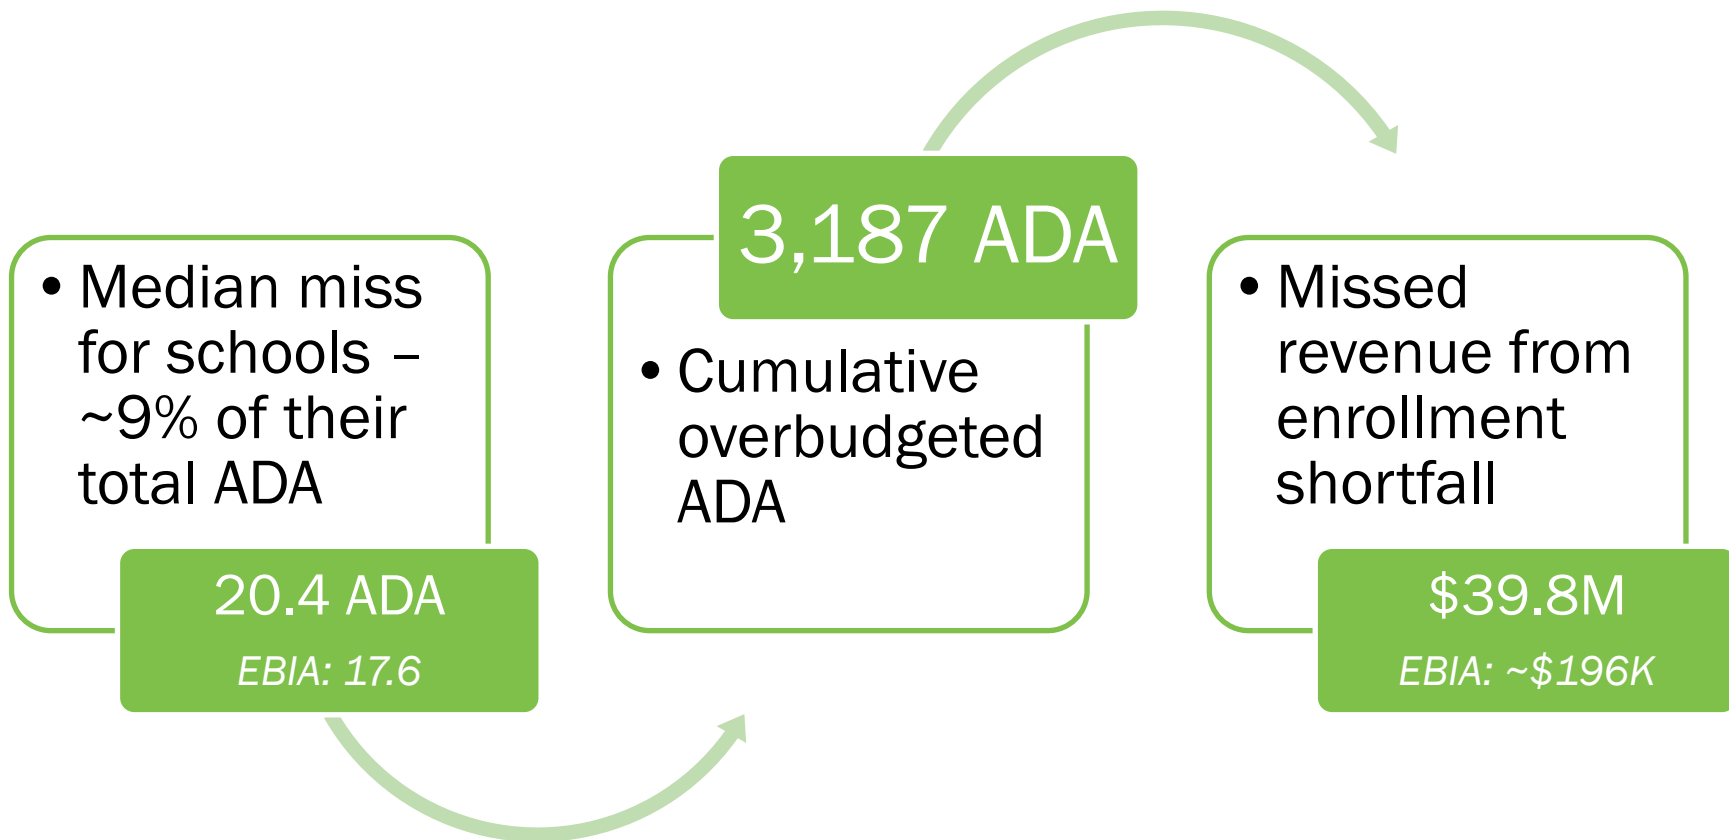 • Median miss
for schools –
~9% of their
total ADA
20.4 ADA
EBIA: 17.6
3,187 ADA
• Cumulative
overbudgeted
ADA
• Missed
revenue from
enrollment
shortfall
$39.8M
EBIA: ~$196K